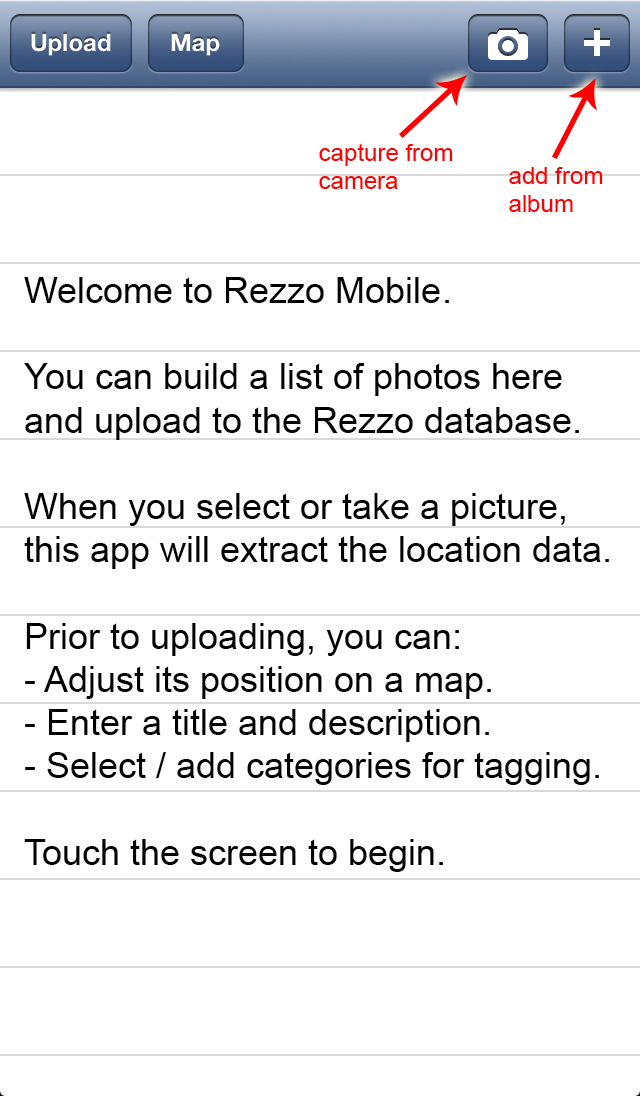 Upload Map
capture from
camera
add from
album
Welcome to Rezzo Mobile.
You can build a list of photos here
and upload to the Rezzo database.
When you select or take a picture,
this app will extract the location data.
Prior to uploading, you can:
- Adjust its position on a map.
- Enter a title and description.
- Select / add categories for tagging.
Touch the screen to begin.